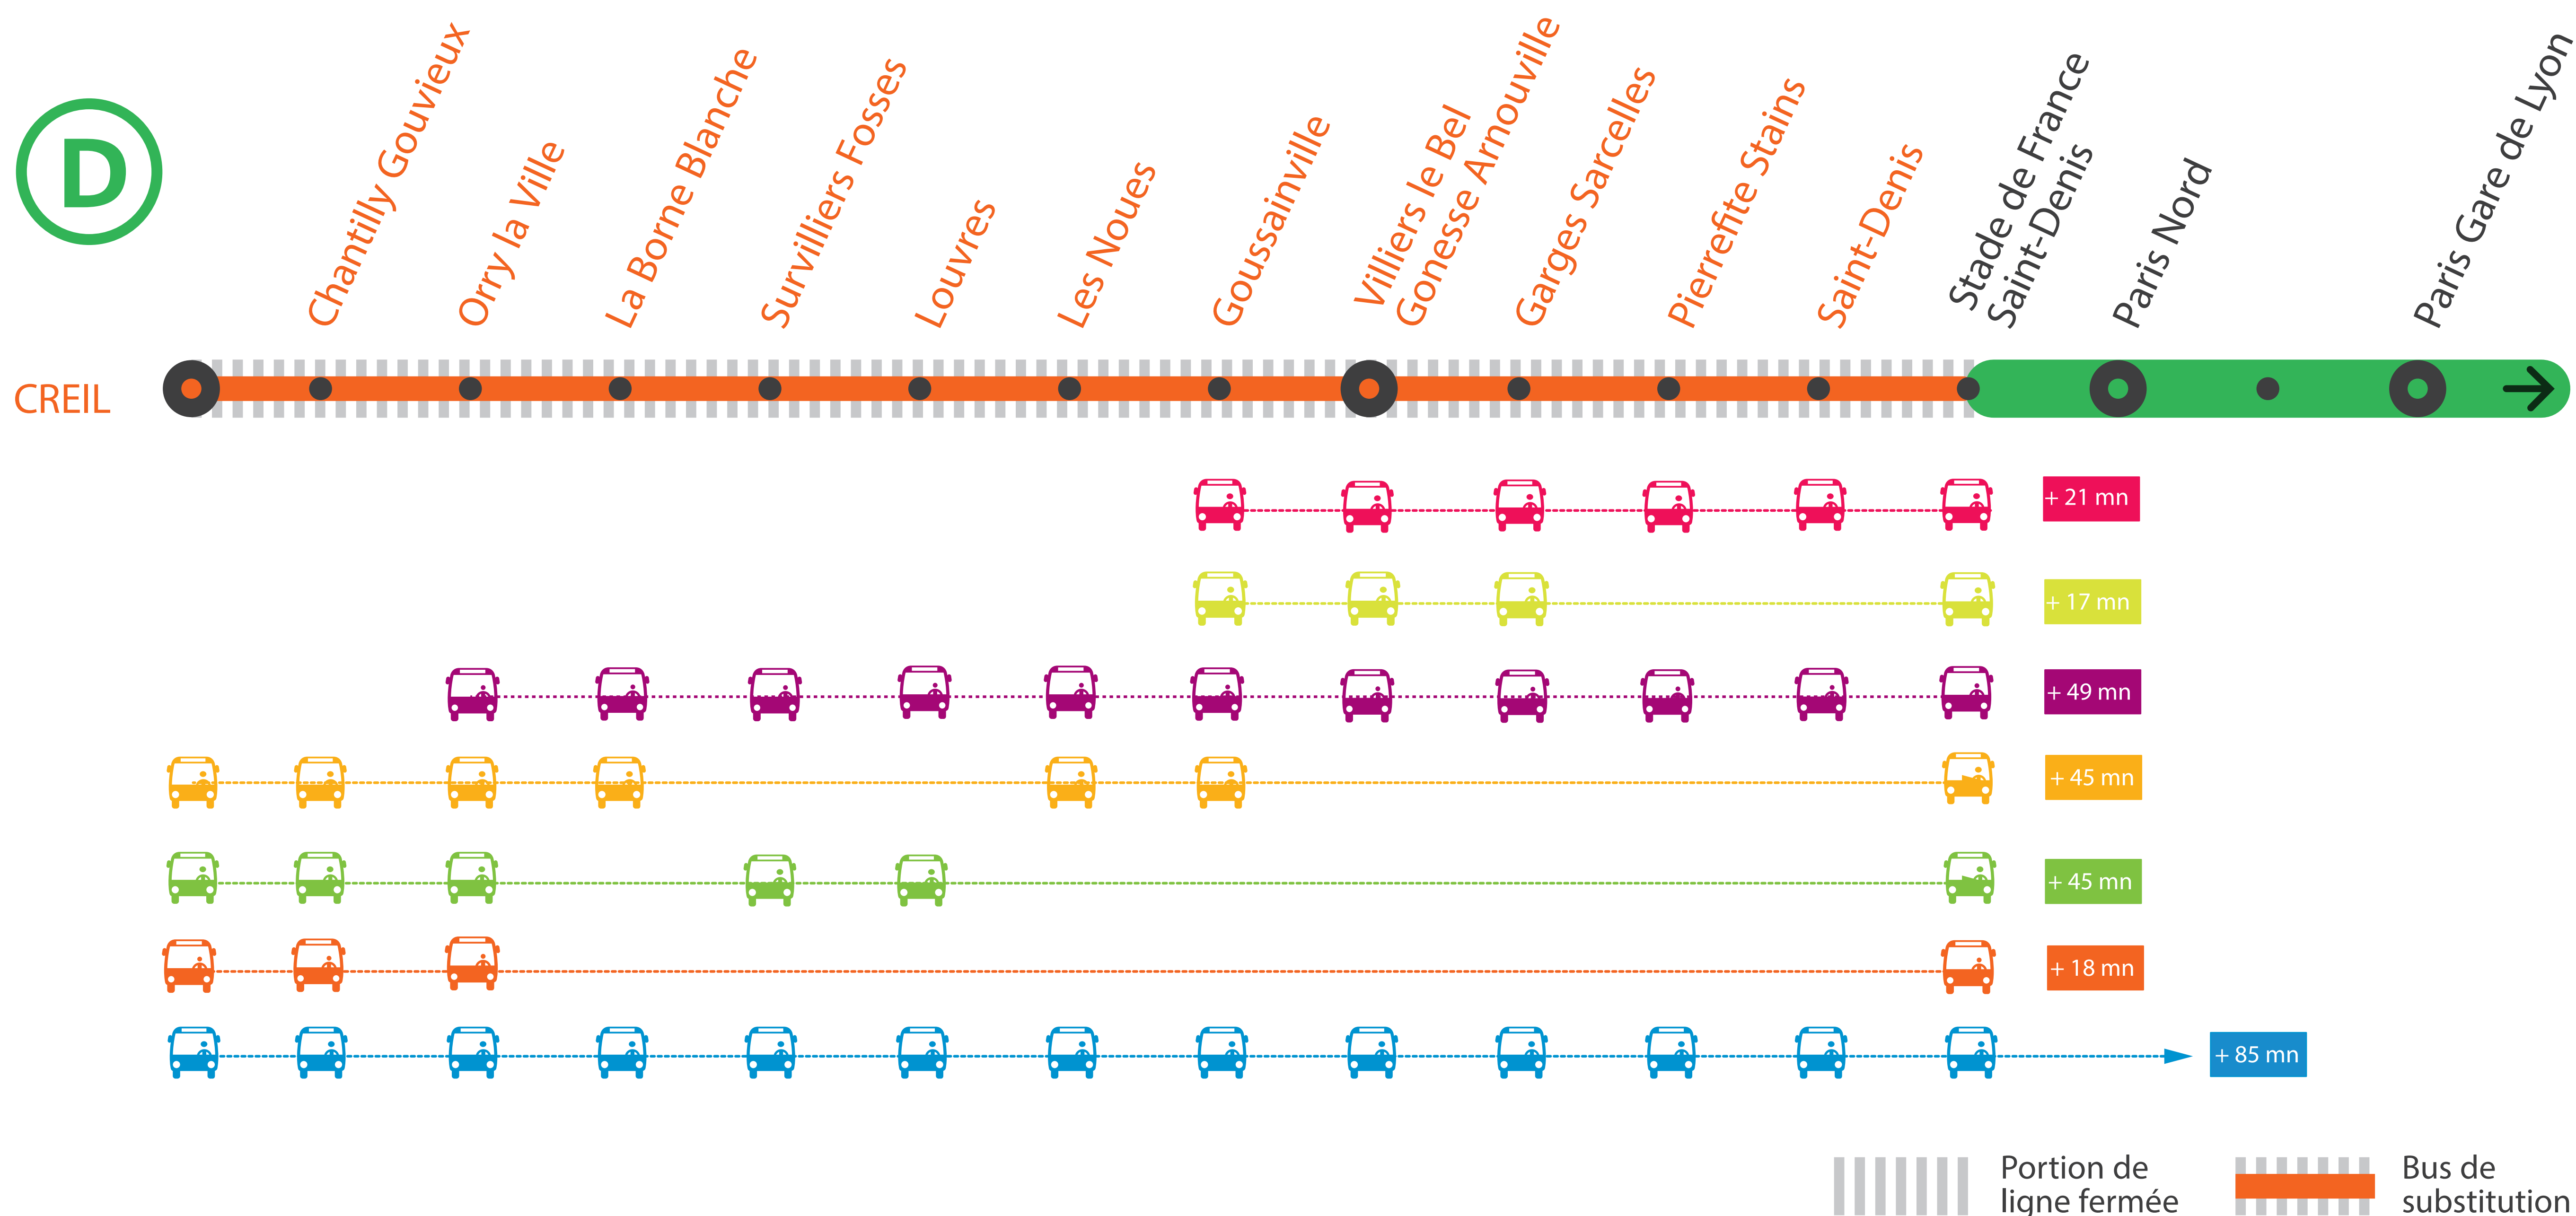 D
Chantilly Gouvieux
Orry la Ville
La Borne Blanche
Survilliers Fosses
Louvres
Les Noues
Goussainville
Villiers le Bel
Gonesse Arnouville
Garges Sarcelles
Pierrefite Stains
Saint-Denis
Stade de France
Saint-Denis
Paris Nord
Paris Gare de Lyon
CREIL
+ 21 mn
+ 17 mn
+ 49 mn
+ 45 mn
+ 45 mn
+ 18 mn
+ 85 mn
Portion de
ligne fermée
Bus de
substitution